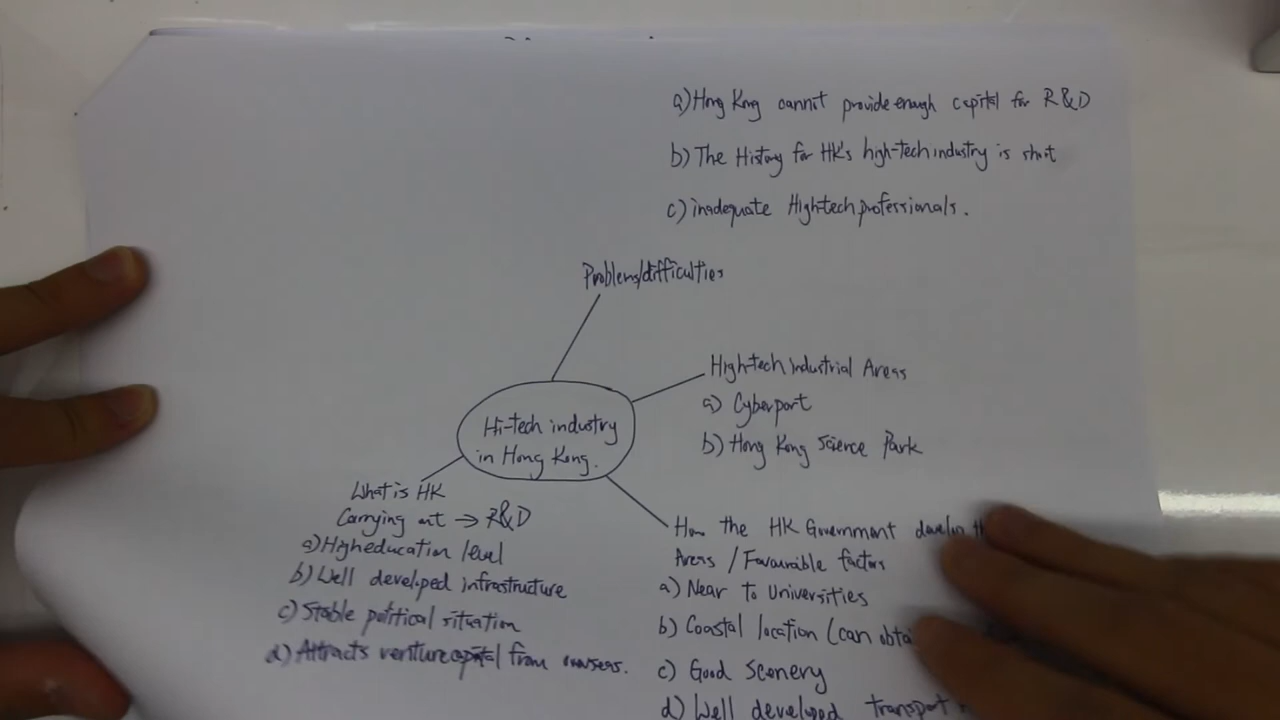 a) Hong Kong cannot provide enough capital for R&D
b) The History for HK's high-tech industry is short
c) inadequate High-tech professionals.
Problems/difficulties
High-tech Industrial Areas
a) Cyberport
b) Hong Kong Science Park
Hi-tech industry
in Hong Kong.
What is HK
Carrying out → R&D
a) High education level
b) Well developed infrastructure
c) Stable political situation
d) Attracts venture capital from overseas.
How the HK Government develop
Areas / Favourable factors
a) Near to Universities
b) Coastal location (can
c) Good Scenery
d) Well developed transport